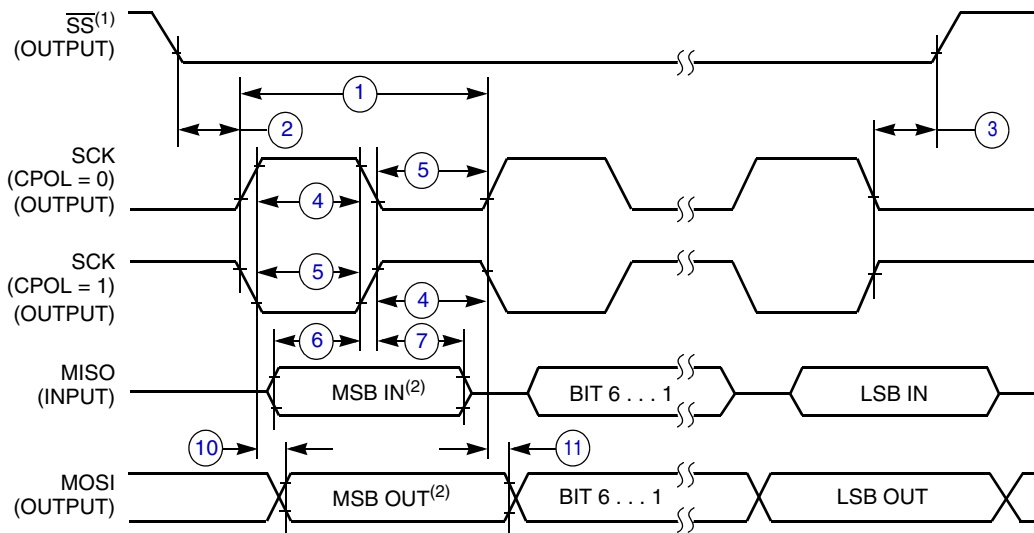 SS(1)
(OUTPUT)
1
2
3
SCK
(CPOL = 0)
(OUTPUT)
5
4
SCK
(CPOL = 1)
(OUTPUT)
5
4
6
7
MISO
(INPUT)
MSB IN(2)
BIT 6 . . . 1
LSB IN
10
11
MOSI
(OUTPUT)
MSB OUT(2)
BIT 6 . . . 1
LSB OUT